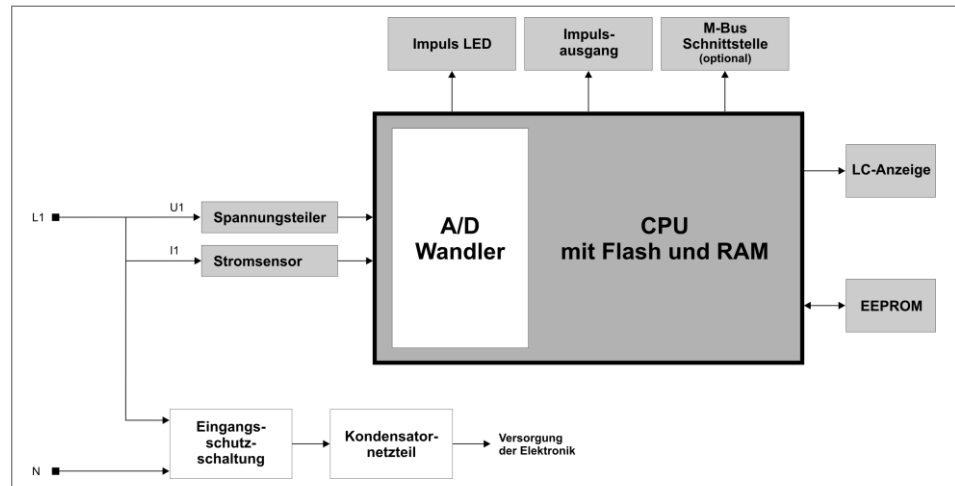 Impuls LED
Impuls-
ausgang
M-Bus
Schnittstelle
(optional)
LC-Anzeige
L1
U1
Spannungsteiler
I1
Stromsensor
A/D
Wandler
CPU
mit Flash und RAM
EEPROM
Eingangs-
schutz-
schaltung
Kondensator-
netzteil
Versorgung
der Elektronik
N